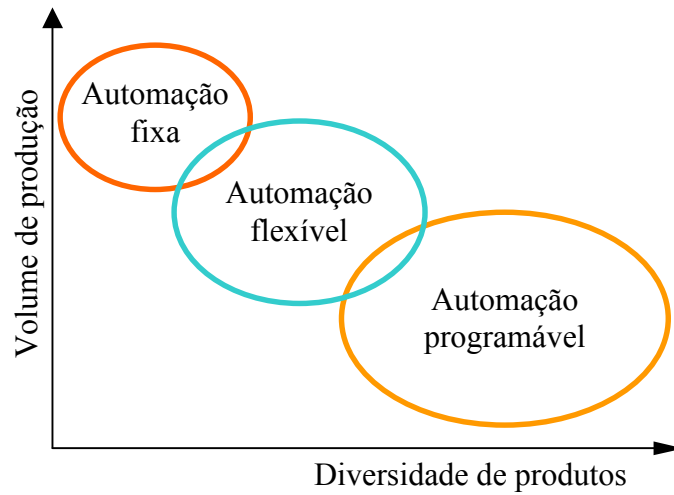 Volume de produção
Automação
fixa
Automação
flexível
Automação
programável
Diversidade de produtos